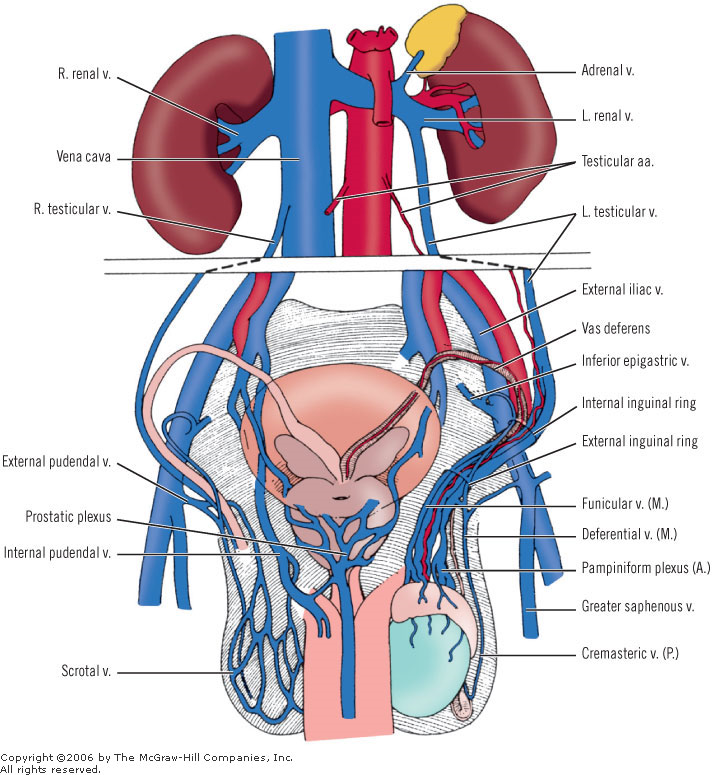 R. renal v.
Vena cava
R. testicular v.
External pudendal v.
Prostatic plexus
Internal pudendal v.
Scrotal v.
Adrenal v.
L. renal v.
Testicular aa.
L. testicular v.
External iliac v.
Vas deferens
Inferior epigastric v.
Internal inguinal ring
External inguinal ring
Funicular v. (M.)
Deferential v. (M.)
Pampiniform plexus (A.)
Greater saphenous v.
Cremasteric v. (P.)
Copyright ©2006 by The McGraw-Hill Companies, Inc.
All rights reserved.